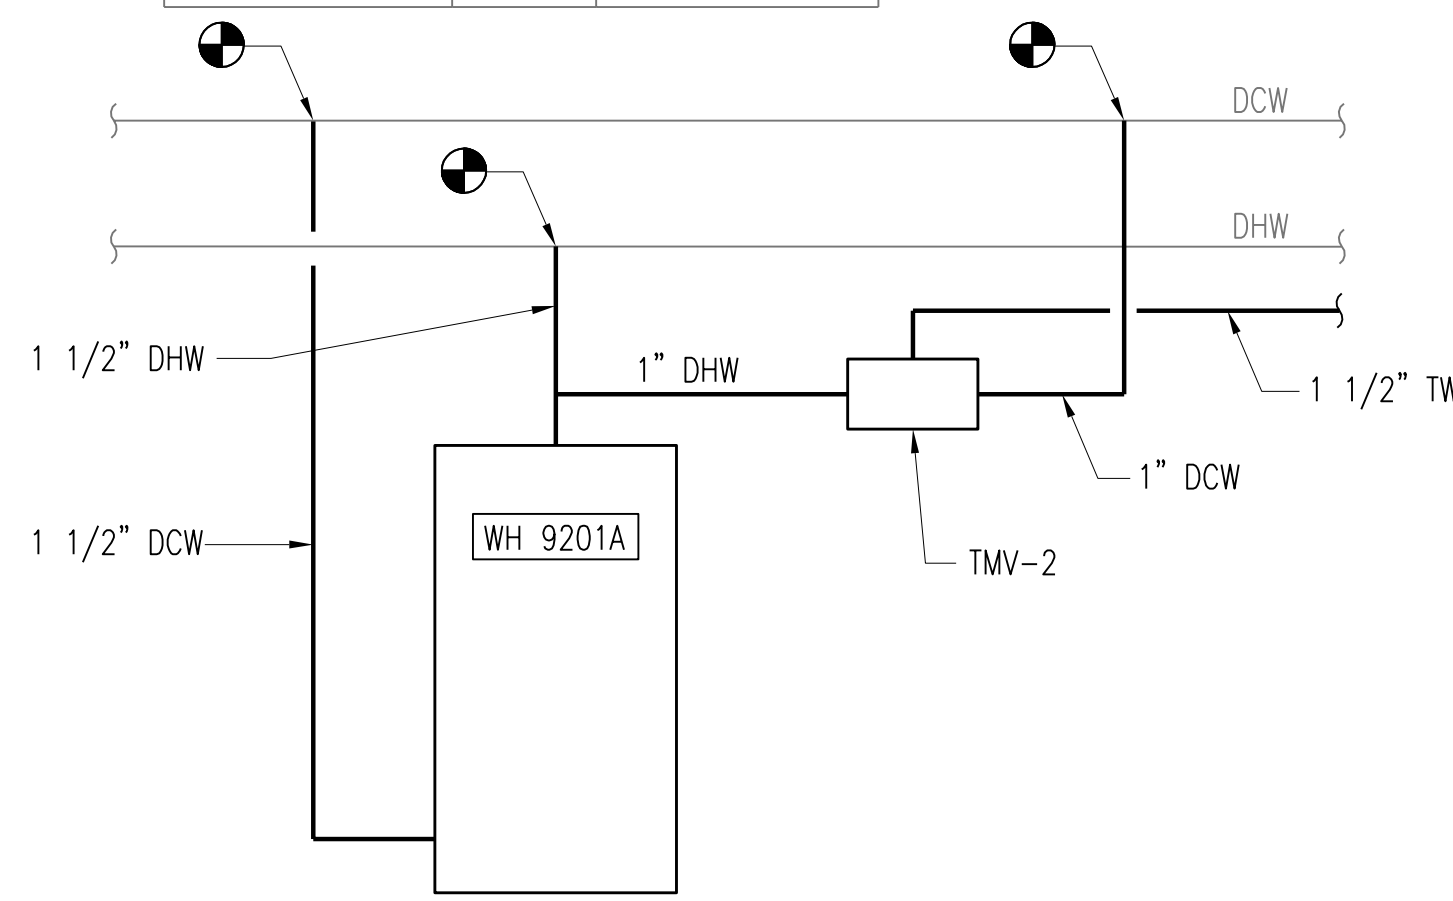 DCW
DHW
1 1/2" DHW
1" DHW
1 1/2" TW
1" DCW
1 1/2" DCW
WH 9201A
TMV-2